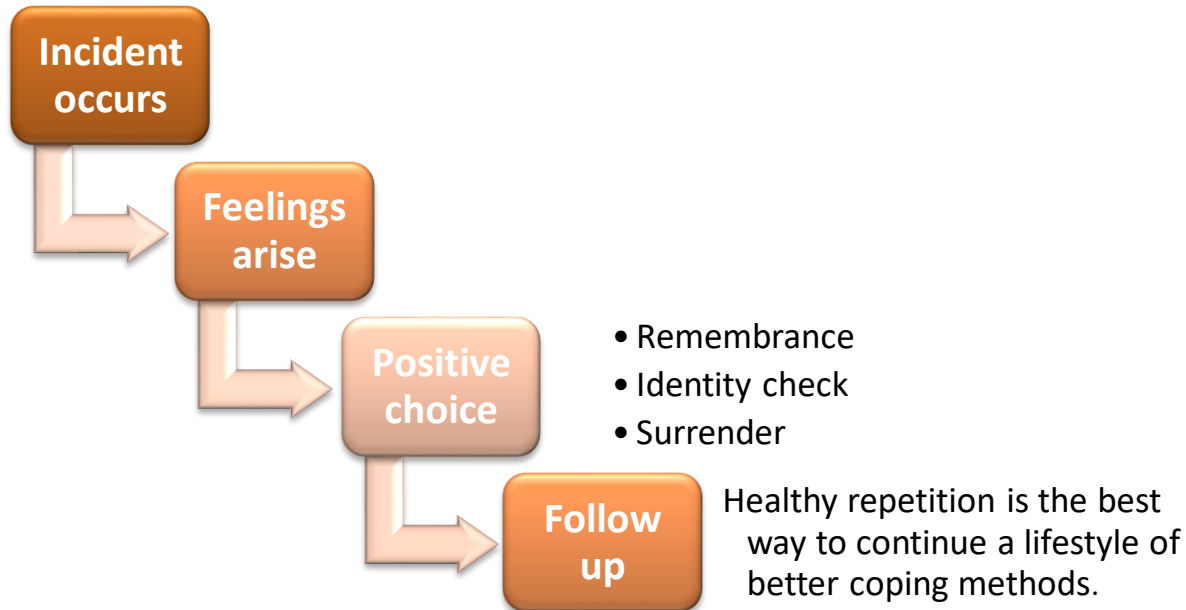 Incident
occurs
Feelings
arise
Positive
choice
• Remembrance
• Identity check
• Surrender
Follow
up
Healthy repetition is the best
way to continue a lifestyle of
better coping methods.